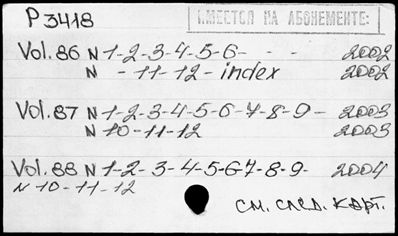 P 3418
ИМЕЕТСЯ НА АБОНЕМЕНТЕ:
Vol. 86 N 1-2-3-4-5-6- - - 2002
N - 11-12- index 2002
Vol. 87 N 1-2-3-4-5-6-7-8-9- 2003
N 10-11-12 2003
Vol. 88 N 1-2-3-4-5-6-7-8-9- 2004
N 10-11-12
См. след. карт.